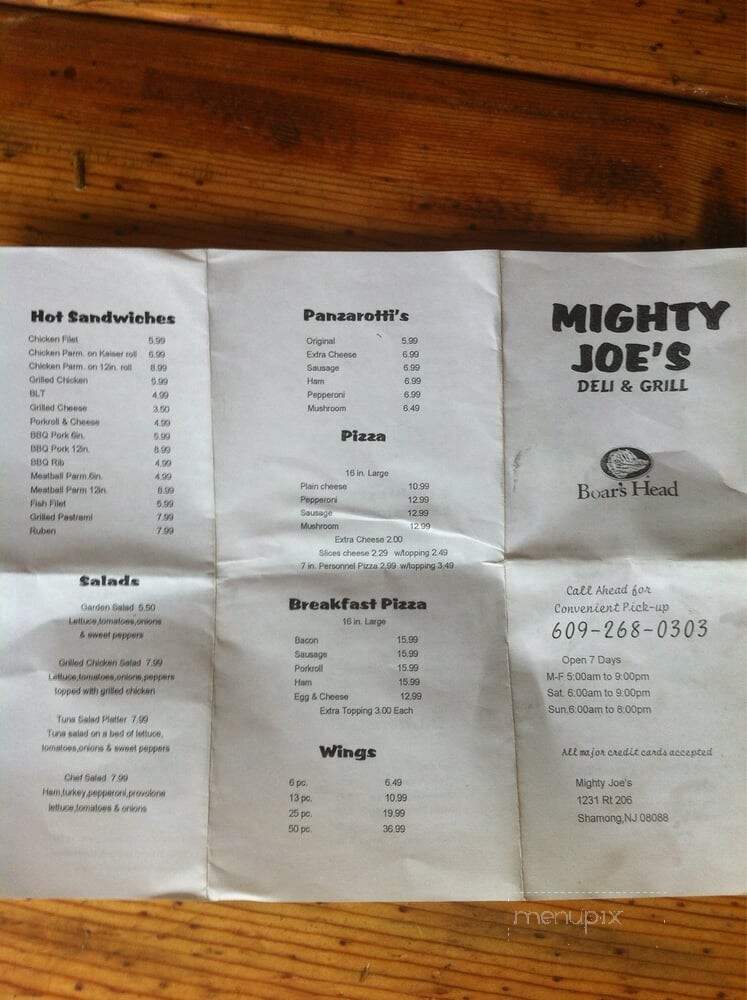 Hot Sandwiches
Chicken Filet 5.99
Chicken Parm. on Kaiser roll 6.99
Chicken Parm. on 12in. roll 8.99
Grilled Chicken 5.99
BLT 4.99
Grilled Cheese 3.50
Porkroll & Cheese 4.99
BBQ Pork 6in. 5.99
BBQ Pork 12in. 8.99
BBQ Rib 4.99
Meatball Parm.6in. 4.99
Meatball Parm 12in. 8.99
Fish Filet 5.99
Grilled Pastrami 7.99
Ruben 7.99
Salads
Garden Salad 5.50
Lettuce,tomatoes,onions
& sweet peppers
Grilled Chicken Salad 7.99
Lettuce,tomatoes,onions,peppers
topped with grilled chicken
Tuna Salad Platter 7.99
Tuna salad on a bed of lettuce,
tomatoes,onions & sweet peppers
Chef Salad 7.99
Ham,turkey,pepperoni,provolone
lettuce,tomatoes & onions
Panzarotti's
Original 5.99
Extra Cheese 6.99
Sausage 6.99
Ham 6.99
Pepperoni 6.99
Mushroom 6.49
Pizza
16 in. Large
Plain cheese 10.99
Pepperoni 12.99
Sausage 12.99
Mushroom 12.99
Extra Cheese 2.00
Slices cheese 2.29 w/topping 2.49
7 in. Personnel Pizza 2.99 w/topping 3.49
Breakfast Pizza
16 in. Large
Bacon 15.99
Sausage 15.99
Porkroll 15.99
Ham 15.99
Egg & Cheese 12.99
Extra Topping 3.00 Each
Wings
6 pc. 6.49
13 pc. 10.99
25 pc. 19.99
50 pc. 36.99
MIGHTY
JOE'S
DELI & GRILL
Boar's Head
Call Ahead for
Convenient Pick-up
609-268-0303
Open 7 Days
M-F 5:00am to 9:00pm
Sat. 6:00am to 9:00pm
Sun.6:00am to 8:00pm
All major credit cards accepted
Mighty Joe's
1231 Rt 206
Shamong,NJ 08088
menupix